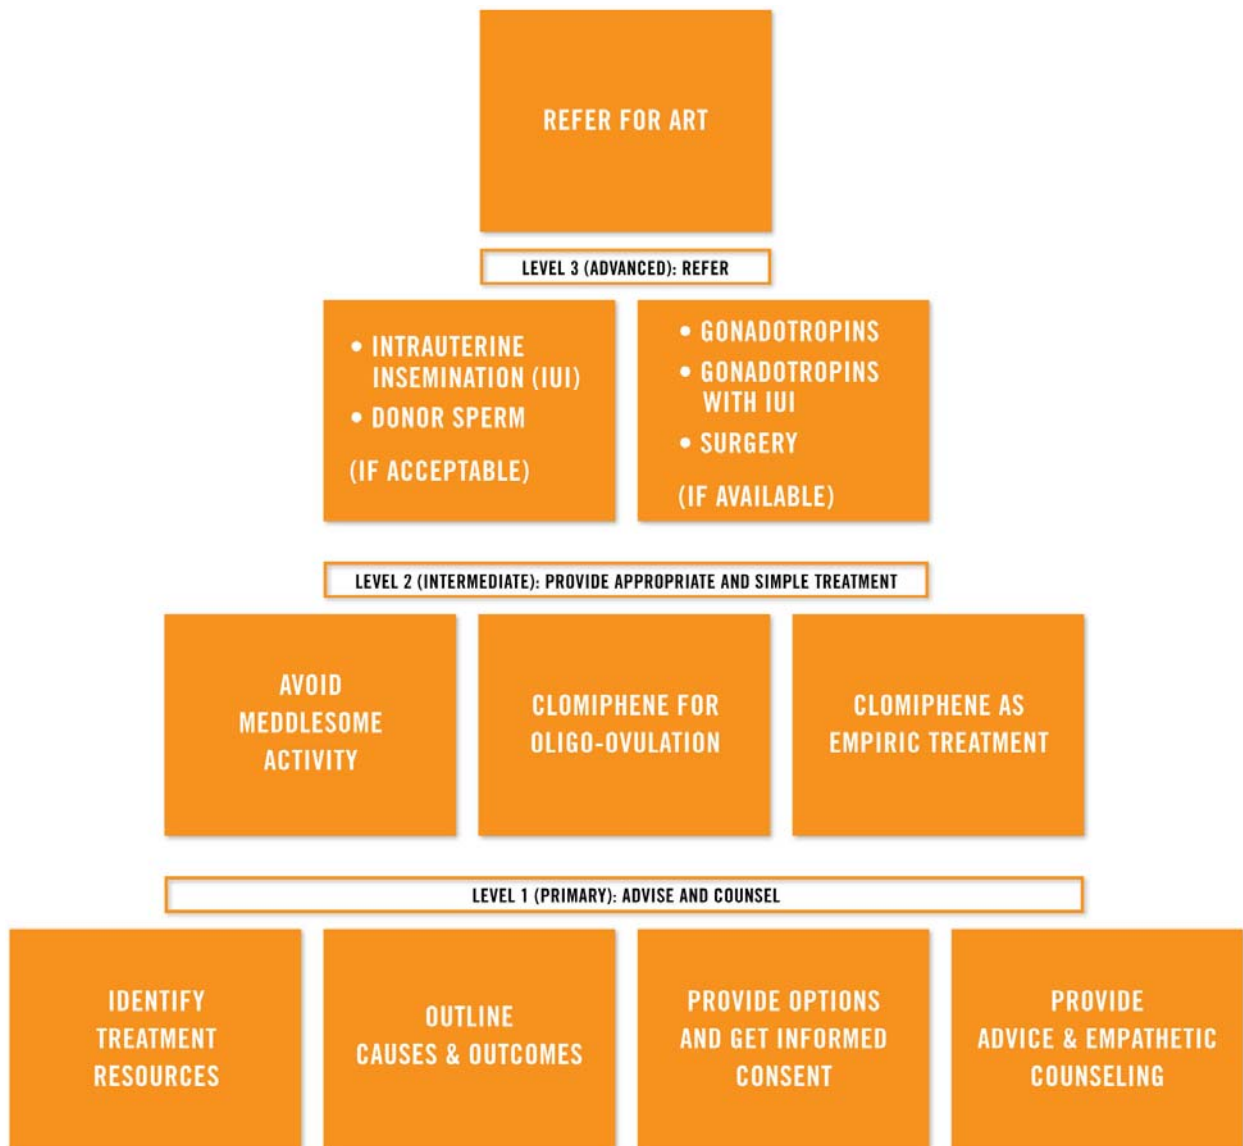 REFER FOR ART
LEVEL 3 (ADVANCED): REFER
• INTRAUTERINE
INSEMINATION (IUI)
• DONOR SPERM
(IF ACCEPTABLE)
• GONADOTROPINS
• GONADOTROPINS
WITH IUI
• SURGERY
(IF AVAILABLE)
LEVEL 2 (INTERMEDIATE): PROVIDE APPROPRIATE AND SIMPLE TREATMENT
AVOID
MEDDLESOME
ACTIVITY
CLOMIPHENE FOR
OLIGO-OVULATION
CLOMIPHENE AS
EMPIRIC TREATMENT
LEVEL 1 (PRIMARY): ADVISE AND COUNSEL
IDENTIFY
TREATMENT
RESOURCES
OUTLINE
CAUSES & OUTCOMES
PROVIDE OPTIONS
AND GET INFORMED
CONSENT
PROVIDE
ADVICE & EMPATHETIC
COUNSELING